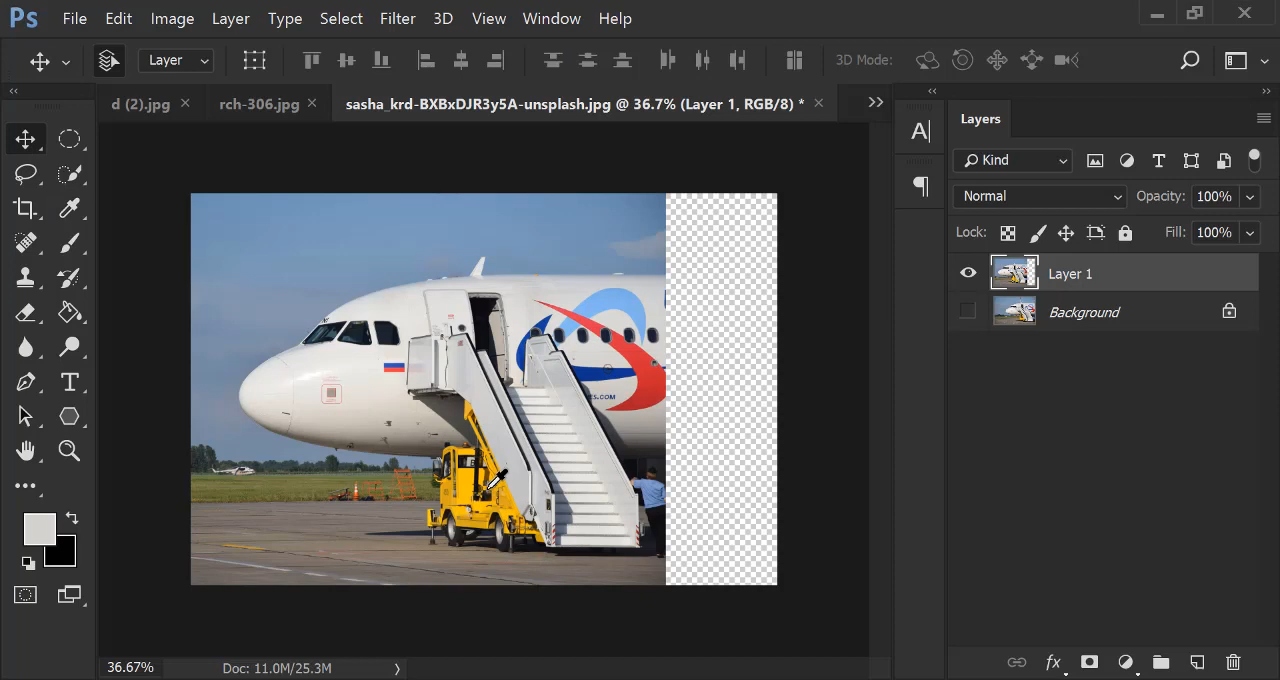 Ps File Edit Image Layer Type Select Filter 3D View Window Help
Layer 3D Mode:
d (2).jpg × rch-306.jpg × sasha_krd-BXBxDJR3y5A-unsplash.jpg @ 36.7% (Layer 1, RGB/8) * ×
Layers
Kind
Normal Opacity: 100%
Lock: Fill: 100%
Layer 1
Background
ES.COM
36.67% Doc: 11.0M/25.3M